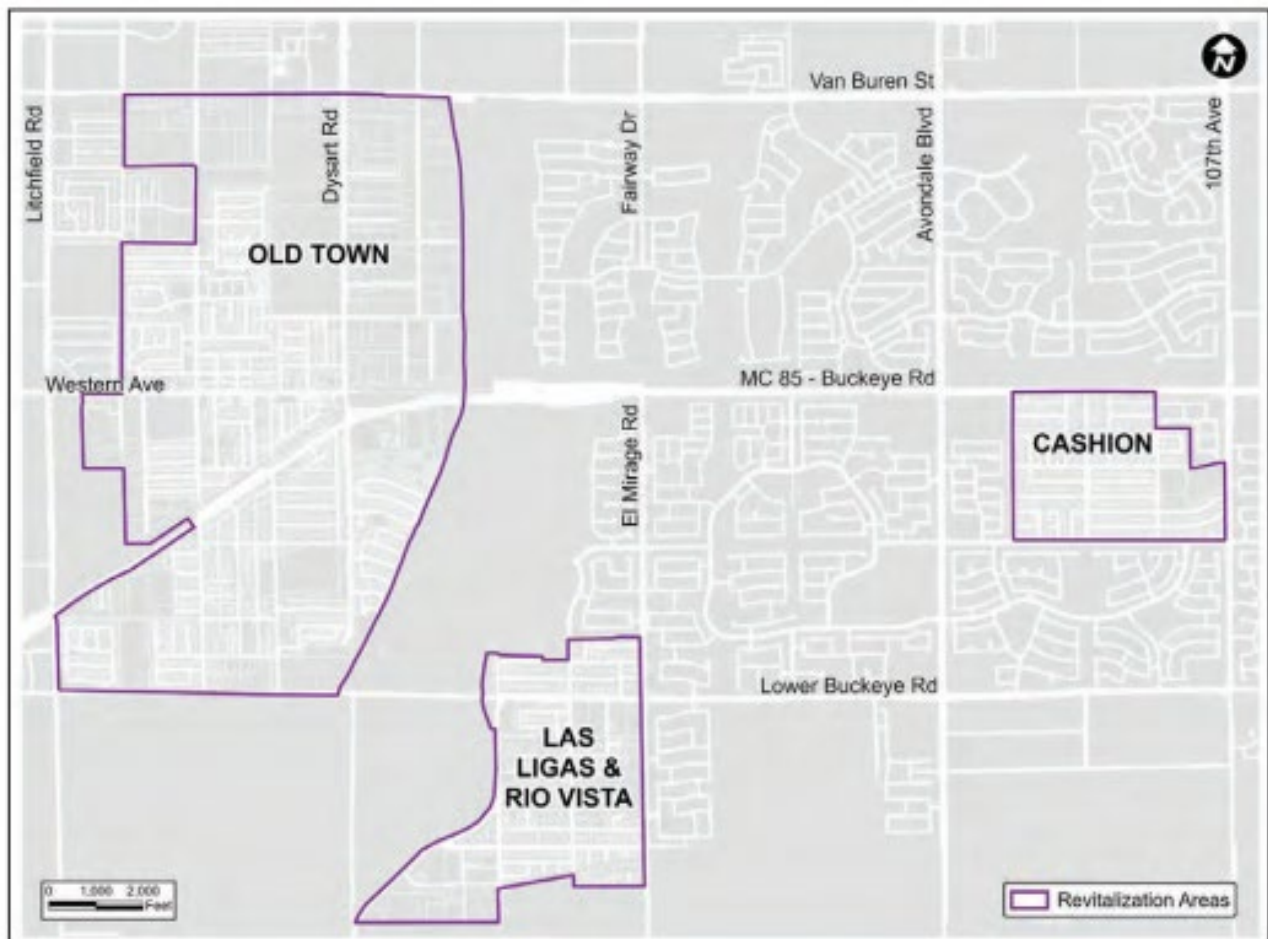 N
Van Buren St
Litchfield Rd
Dysart Rd
Fairway Dr
Avondale Blvd
107th Ave
OLD TOWN
Western Ave
MC 85 - Buckeye Rd
El Mirage Rd
CASHION
Lower Buckeye Rd
LAS
LIGAS &
RIO VISTA
0 1,000 2,000
Feet
Revitalization Areas